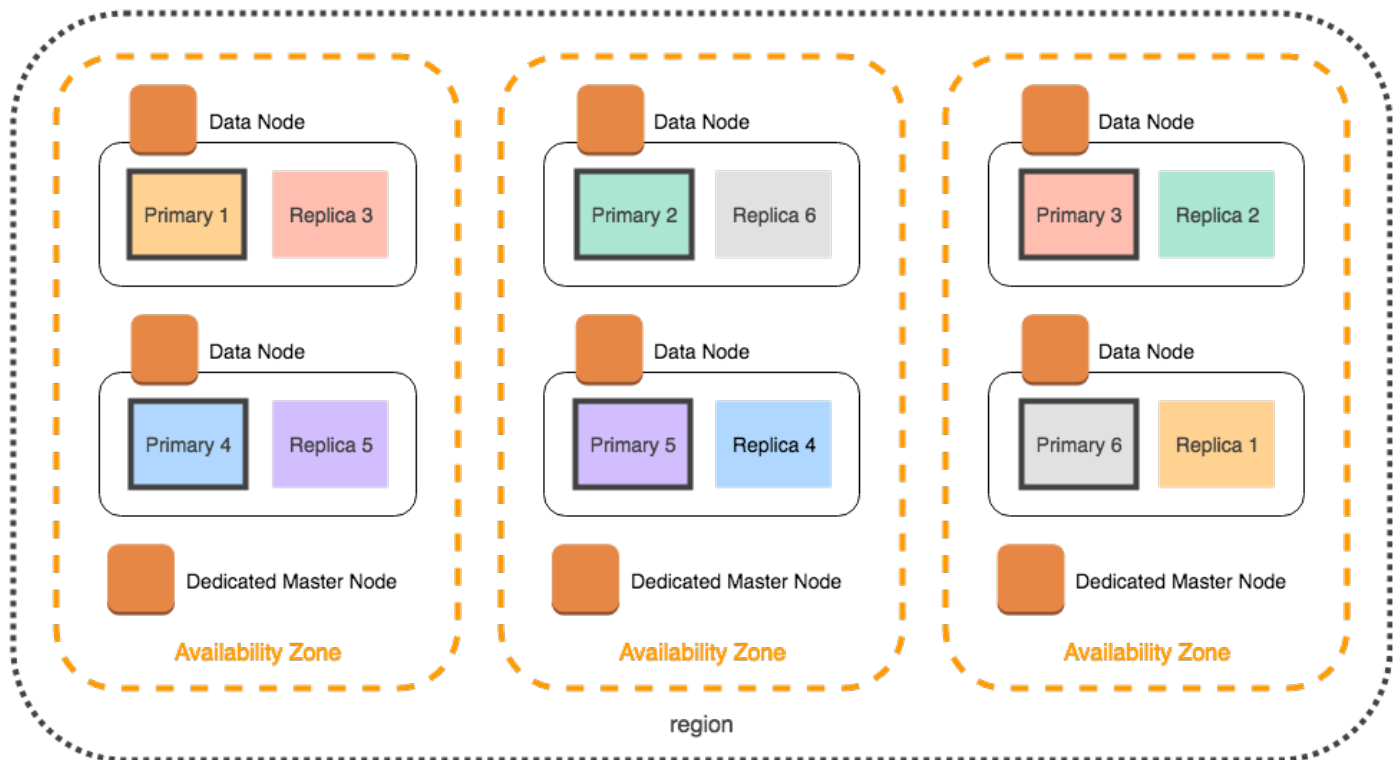 Data Node
Primary 1
Replica 3
Data Node
Primary 4
Replica 5
Dedicated Master Node
Availability Zone
Data Node
Primary 2
Replica 6
Data Node
Primary 5
Replica 4
Dedicated Master Node
Availability Zone
Data Node
Primary 3
Replica 2
Data Node
Primary 6
Replica 1
Dedicated Master Node
Availability Zone
region